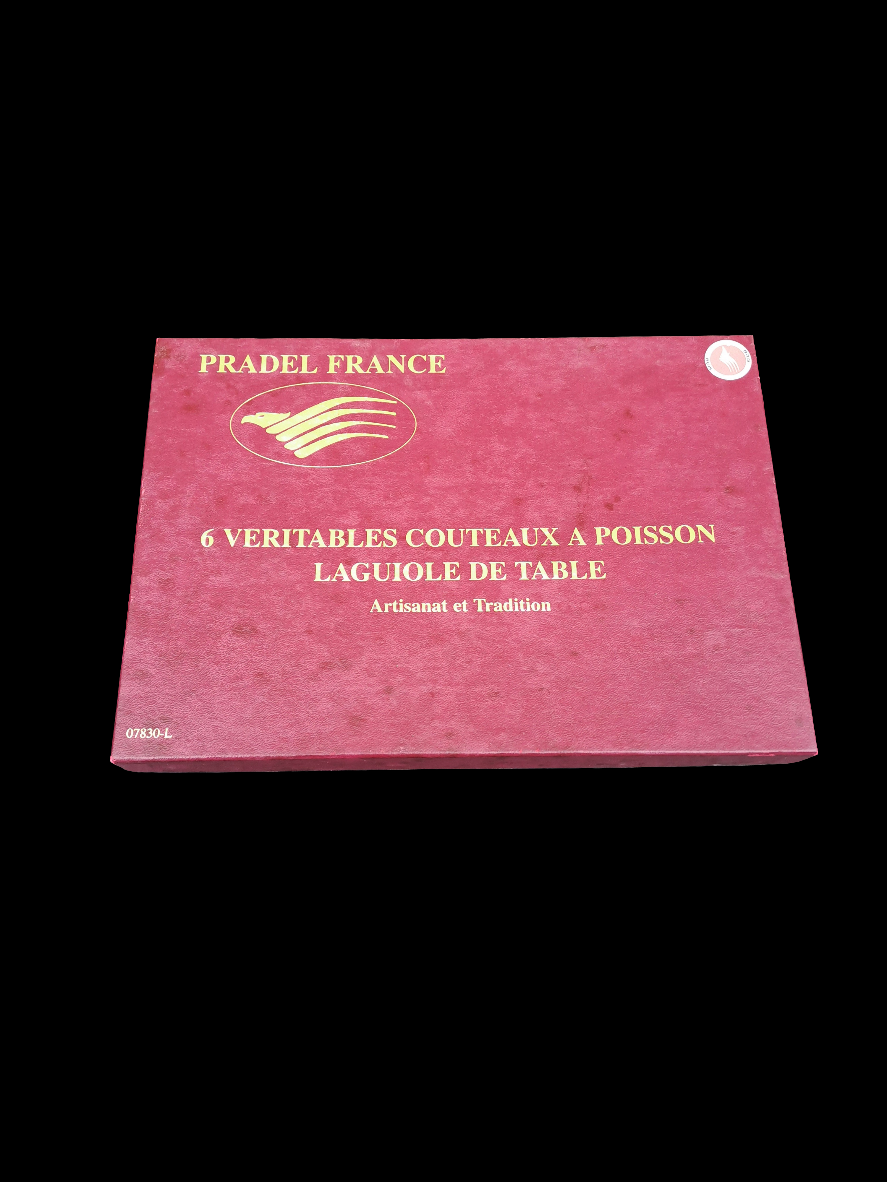 PRADEL FRANCE
6 VERITABLES COUTEAUX A POISSON
LAGUIOLE DE TABLE
Artisanat et Tradition
07830-L